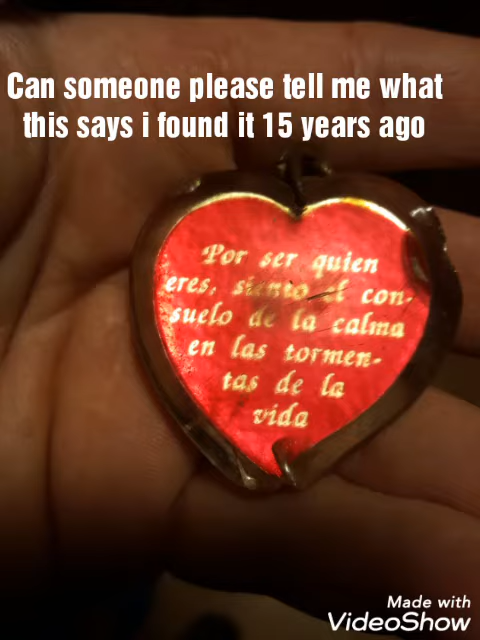 Can someone please tell me what
this says i found it 15 years ago
Por ser quien
eres, siento el con-
suelo de la calma
en las tormen-
tas de la
vida
Made with
VideoShow